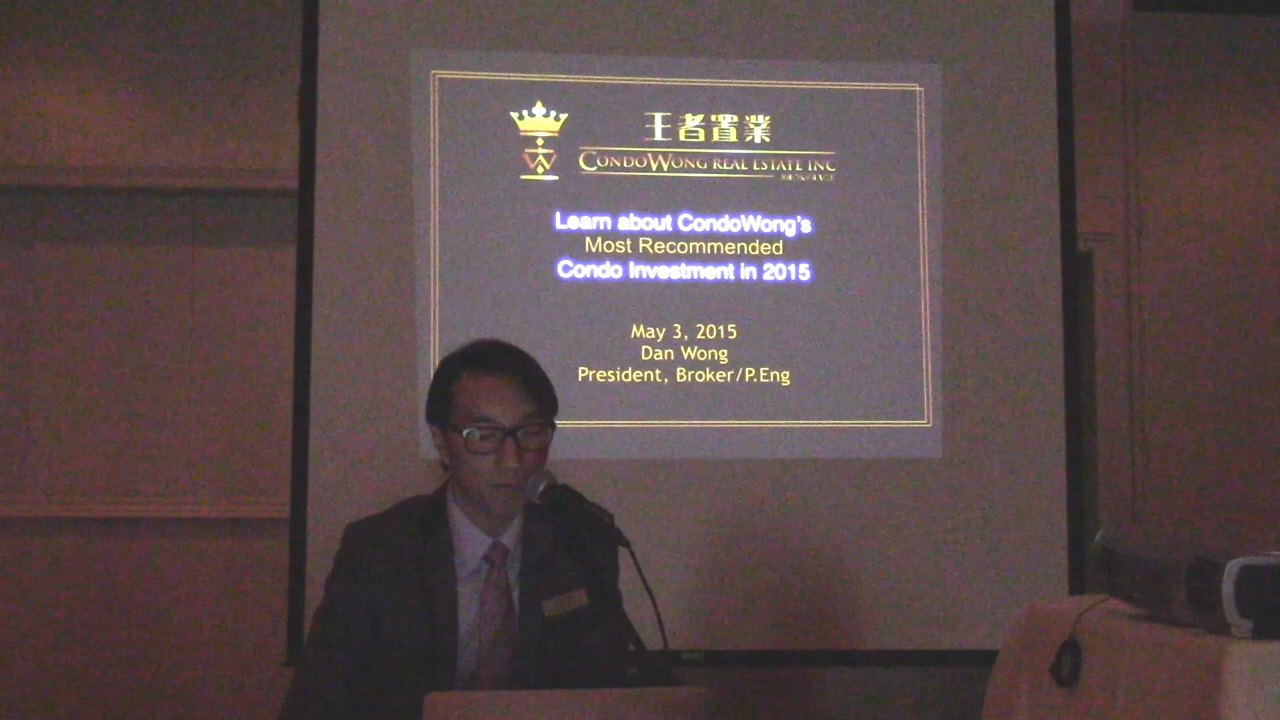 王者置業
CONDOWONG REAL ESTATE INC
BROKERAGE
Learn about CondoWong's
Most Recommended
Condo Investment in 2015
May 3, 2015
Dan Wong
President, Broker/P.Eng